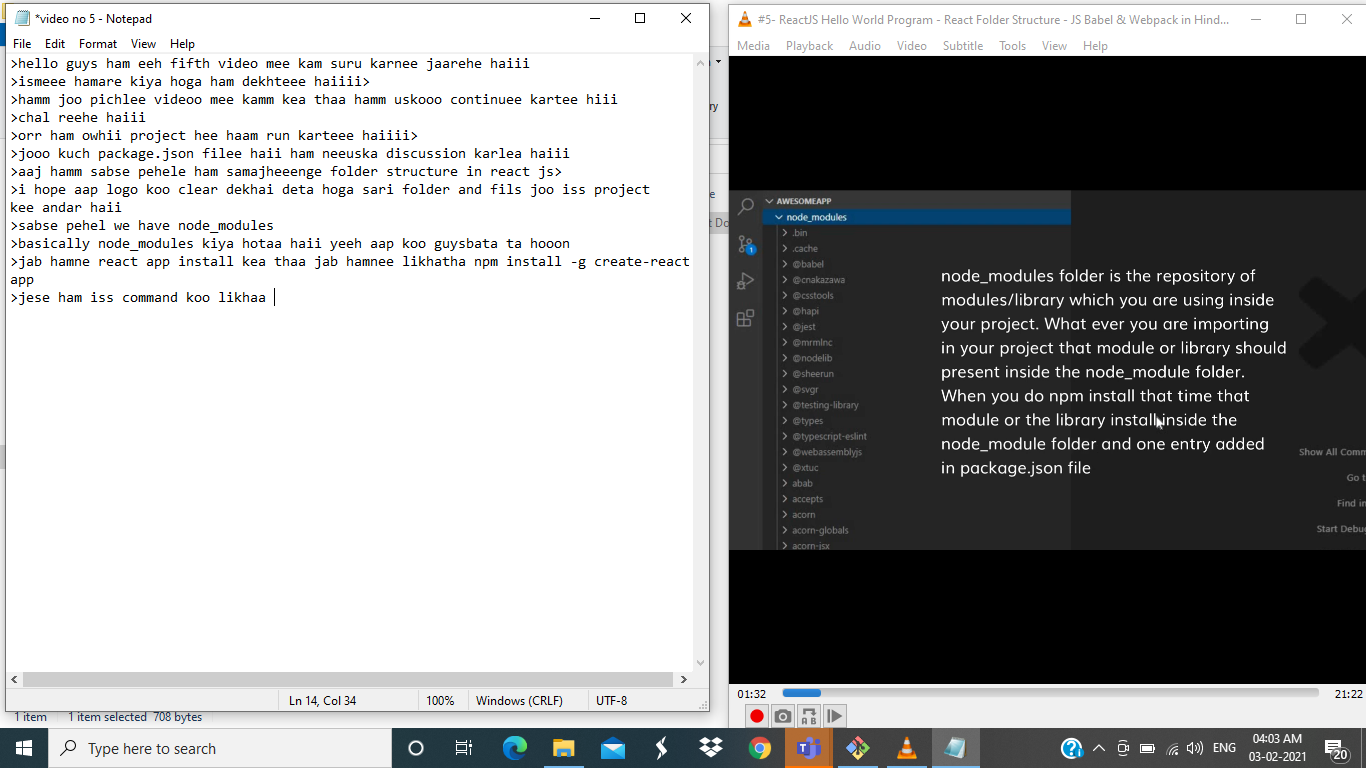 *video no 5 - Notepad
File Edit Format View Help
>hello guys ham eeh fifth video mee kam suru karnee jaarehe haiii
>ismeee hamare kiya hoga ham dekhteee haiiii>
>hamm joo pichlee videoo mee kamm kea thaa hamm uskooo continuee kartee hiii
>chal reehe haiii
>orr ham owhii project hee haam run karteee haiiii>
>jooo kuch package.json filee haii ham neeuska discussion karlea haiii
>aaj hamm sabse pehele ham samajheeenge folder structure in react js>
>i hope aap logo koo clear dekhai deta hoga sari folder and fils joo iss project
kee andar haii
>sabse pehel we have node_modules
>basically node_modules kiya hotaa haii yeeh aap koo guysbata ta hooon
>jab hamne react app install kea thaa jab hamnee likhatha npm install -g create-react
app
>jese ham iss command koo likhaa
Ln 14, Col 34 100% Windows (CRLF) UTF-8
1 item 1 item selected 708 bytes
#5- ReactJS Hello World Program - React Folder Structure - JS Babel & Webpack in Hind...
Media Playback Audio Video Subtitle Tools View Help
AWESOMEAPP
node_modules
.bin
.cache
@babel
@cnakazawa
@csstools
@hapi
@jest
@mrmlnc
@nodelib
@sheerun
@svgr
@testing-library
@types
@typescript-eslint
@webassemblyjs
@xtuc
abab
accepts
acorn
acorn-globals
acorn-jsx
1
node_modules folder is the repository of
modules/library which you are using inside
your project. What ever you are importing
in your project that module or library should
present inside the node_module folder.
When you do npm install that time that
module or the library install inside the
node_module folder and one entry added
in package.json file
Show All Comm
Go t
Find in
Start Debu
01:32 21:22
Type here to search
ENG
04:03 AM
03-02-2021
20